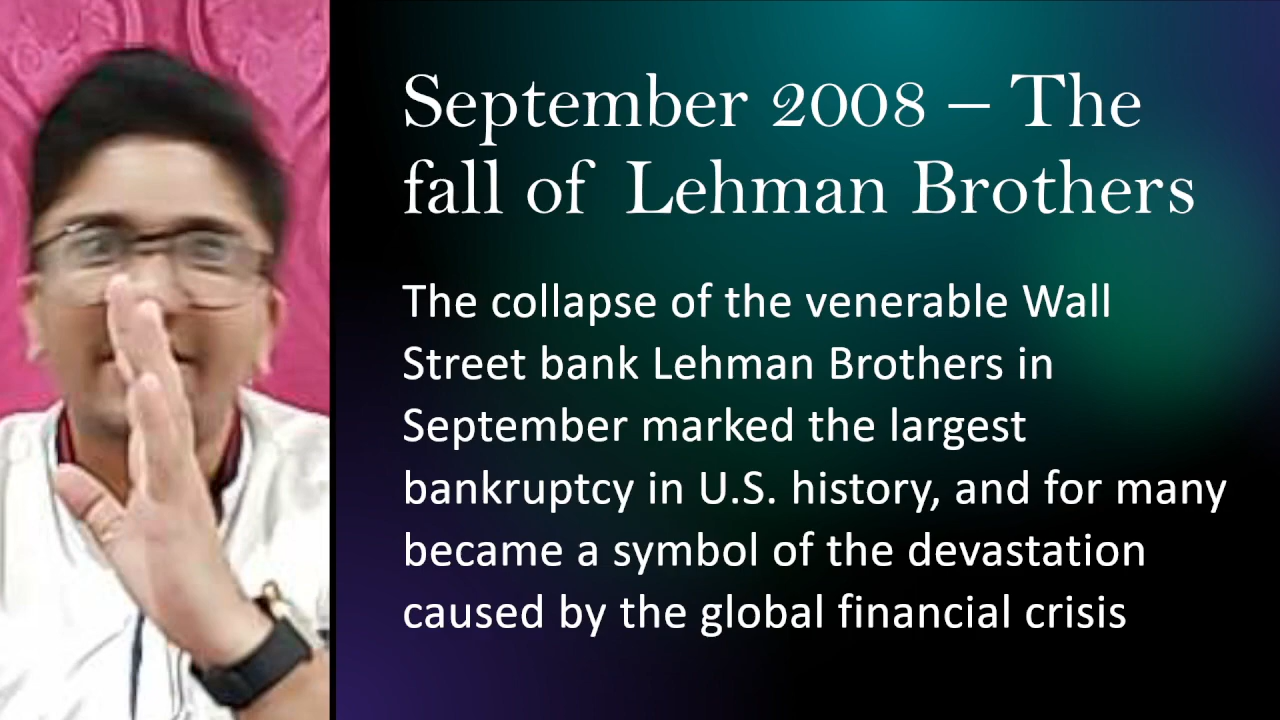 September 2008 – The
fall of Lehman Brothers
The collapse of the venerable Wall
Street bank Lehman Brothers in
September marked the largest
bankruptcy in U.S. history, and for many
became a symbol of the devastation
caused by the global financial crisis